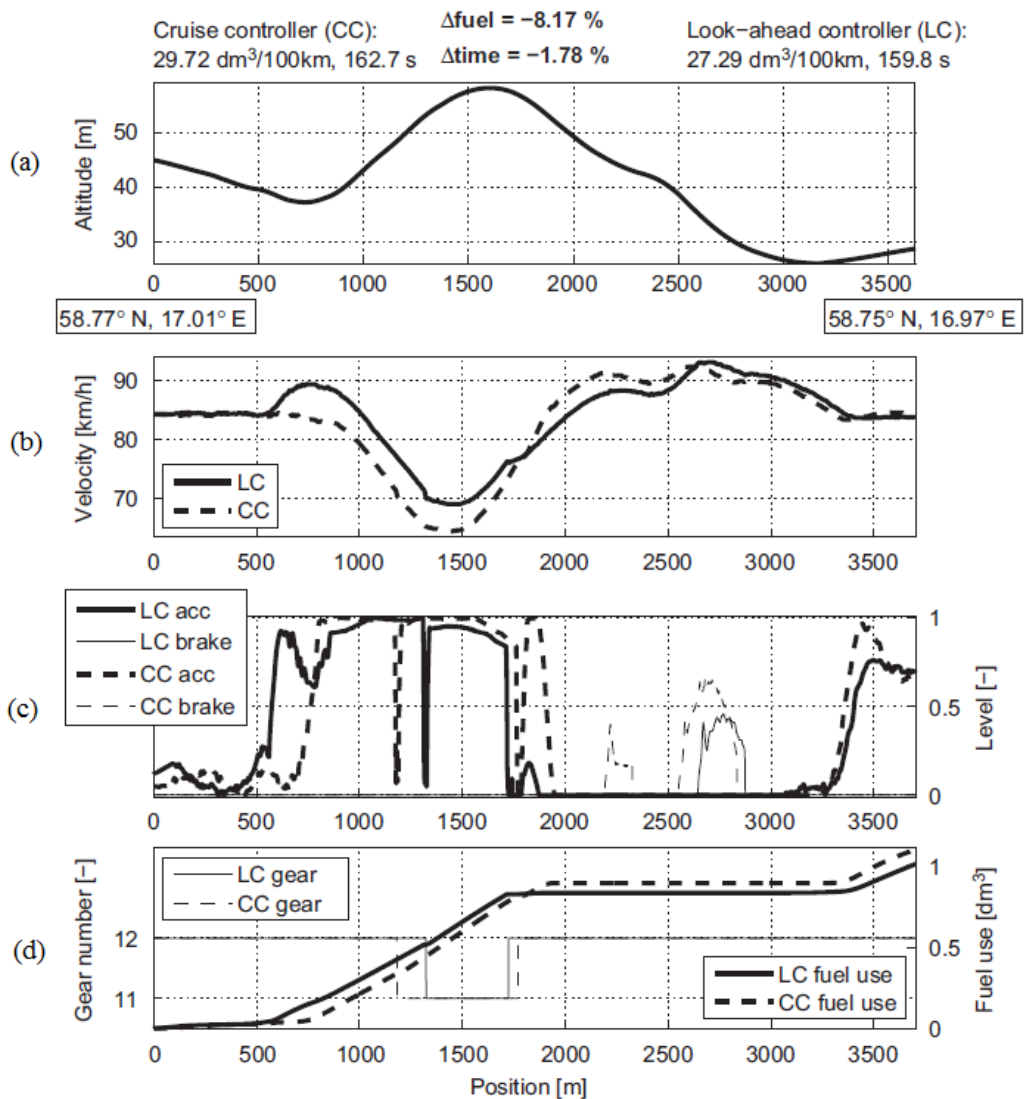 Cruise controller (CC):
29.72 dm³/100km, 162.7 s
Δfuel = −8.17 %
Δtime = −1.78 %
Look−ahead controller (LC):
27.29 dm³/100km, 159.8 s
(a)
Altitude [m]
50
40
30
0 500 1000 1500 2000 2500 3000 3500
58.77° N, 17.01° E
58.75° N, 16.97° E
(b)
Velocity [km/h]
90
80
70
LC
CC
0 500 1000 1500 2000 2500 3000 3500
(c)
LC acc
LC brake
CC acc
CC brake
1
0.5
0
Level [−]
0 500 1000 1500 2000 2500 3000 3500
(d)
Gear number [−]
12
11
LC gear
CC gear
1
0.5
0
Fuel use [dm³]
LC fuel use
CC fuel use
0 500 1000 1500 2000 2500 3000 3500
Position [m]